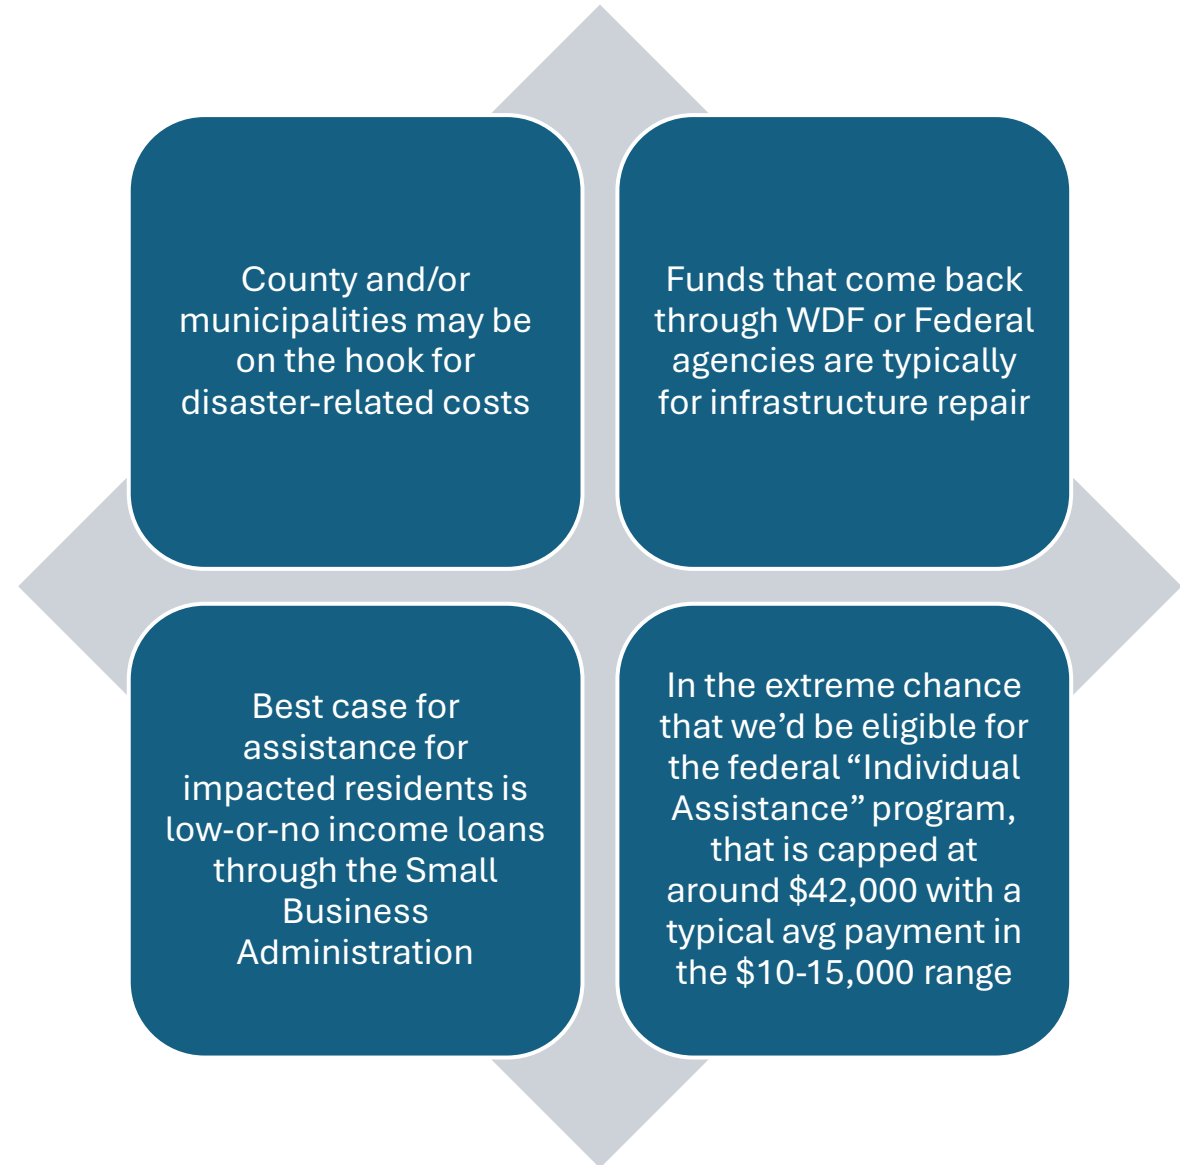 County and/or
municipalities may be
on the hook for
disaster-related costs
Funds that come back
through WDF or Federal
agencies are typically
for infrastructure repair
Best case for
assistance for
impacted residents is
low-or-no income loans
through the Small
Business
Administration
In the extreme chance
that we’d be eligible for
the federal “Individual
Assistance” program,
that is capped at
around $42,000 with a
typical avg payment in
the $10-15,000 range